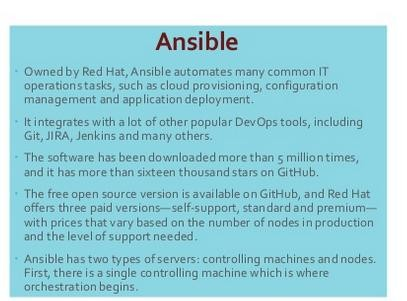 Ansible
• Owned by Red Hat, Ansible automates many common IT
operations tasks, such as cloud provisioning, configuration
management and application deployment.
• It integrates with a lot of other popular DevOps tools, including
Git, JIRA, Jenkins and many others.
• The software has been downloaded more than 5 million times,
and it has more than sixteen thousand stars on GitHub.
• The free open source version is available on GitHub, and Red Hat
offers three paid versions—self-support, standard and premium—
with prices that vary based on the number of nodes in production
and the level of support needed.
• Ansible has two types of servers: controlling machines and nodes.
First, there is a single controlling machine which is where
orchestration begins.